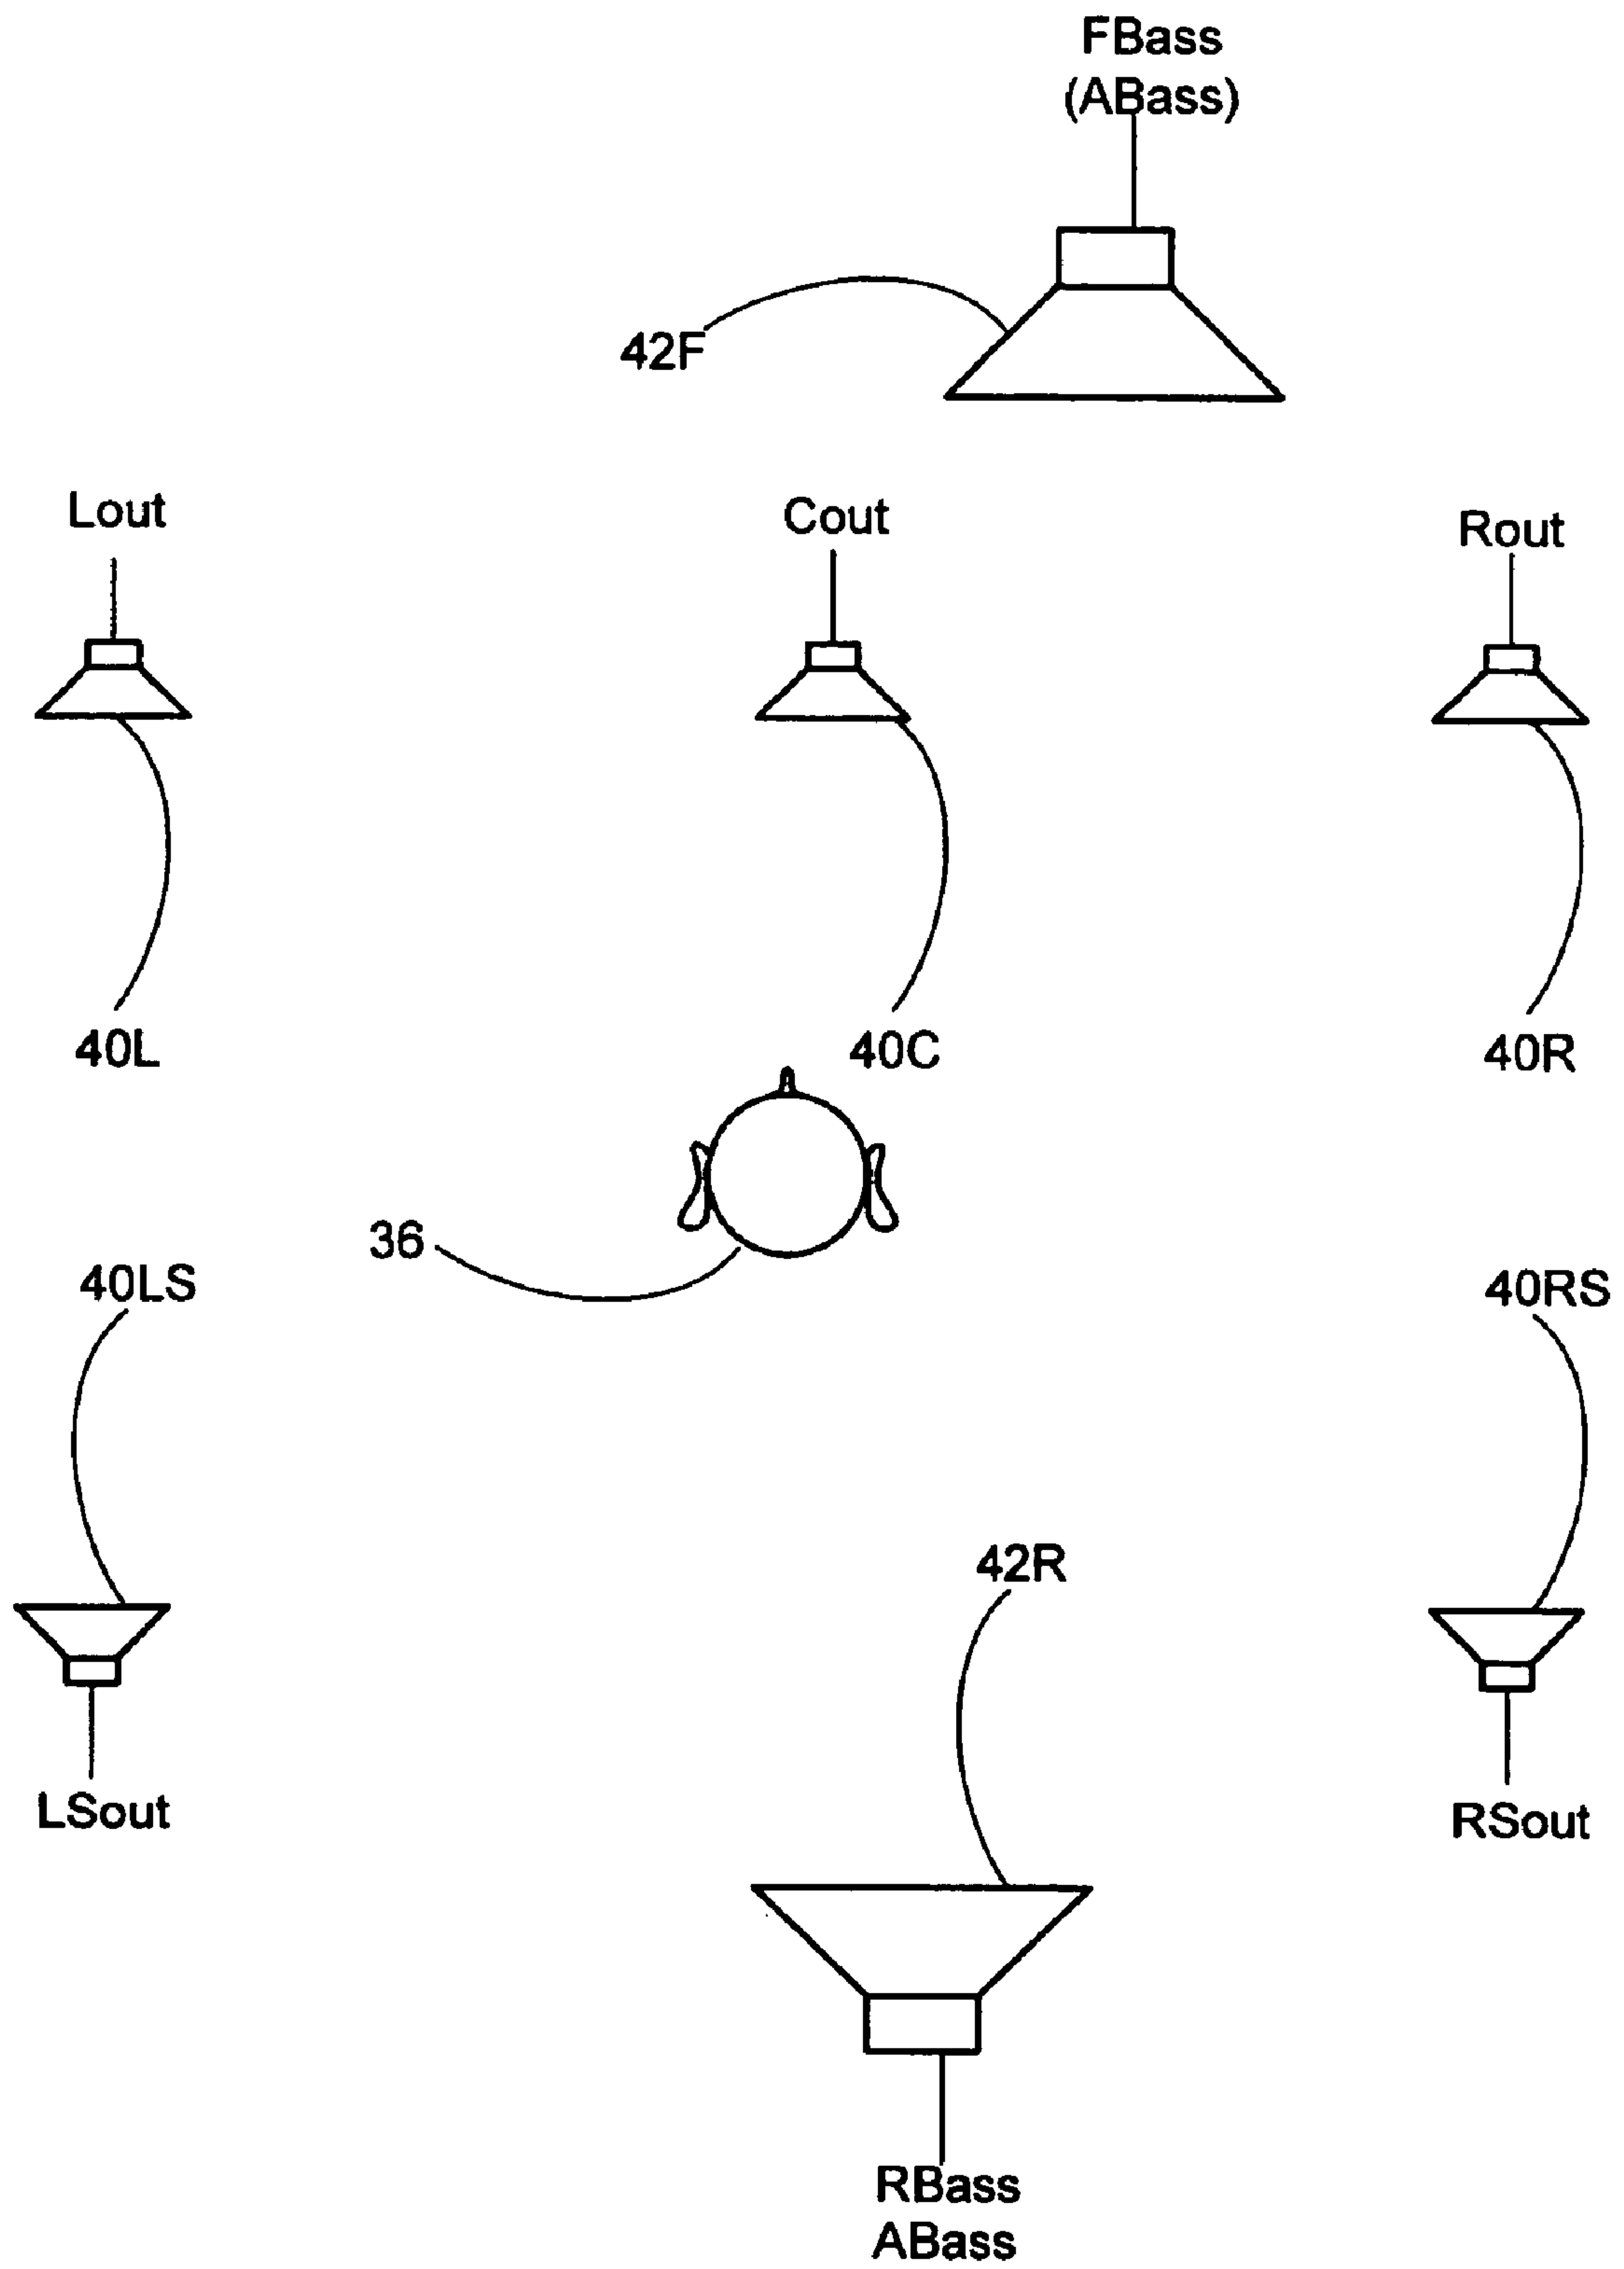 FBass
(ABass)
42F
Lout
Cout
Rout
40L
40C
40R
36
40LS
40RS
42R
LSout
RSout
RBass
ABass